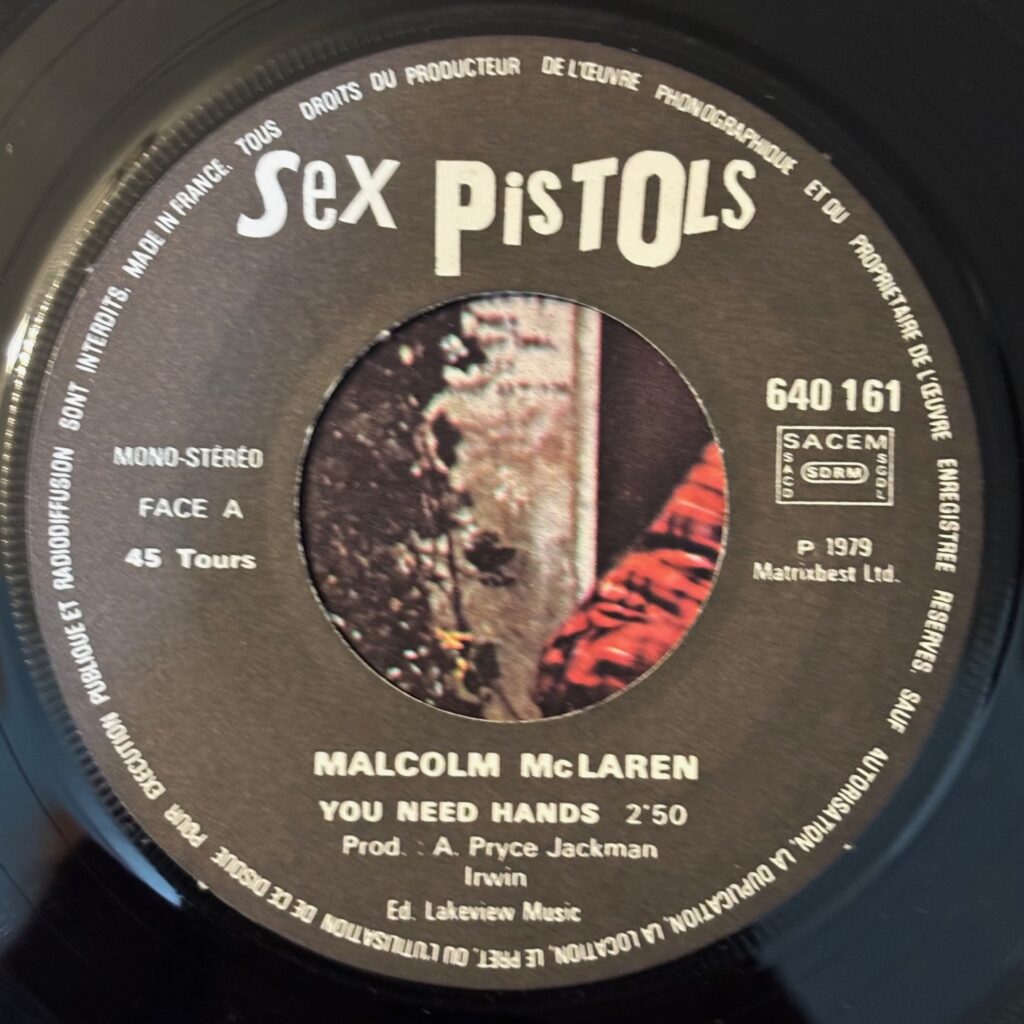 MADE IN FRANCE. TOUS DROITS DU PRODUCTEUR DE L'ŒUVRE PHONOGRAPHIQUE ET DU PROPRIETAIRE DE L'ŒUVRE ENREGISTREE RESERVES. SAUF AUTORISATION, LA DUPLICATION, LA LOCATION, LE PRET, OU L'UTILISATION DE CE DISQUE POUR EXECUTION PUBLIQUE ET RADIODIFFUSION SONT INTERDITS.
Sex PisTOLS
640 161
SACEM
SACD SDRM SGDL
MONO-STÉRÉO
FACE A
45 Tours
P 1979
Matrixbest Ltd.
MALCOLM McLAREN
YOU NEED HANDS 2'50
Prod. : A. Pryce Jackman
Irwin
Ed. Lakeview Music